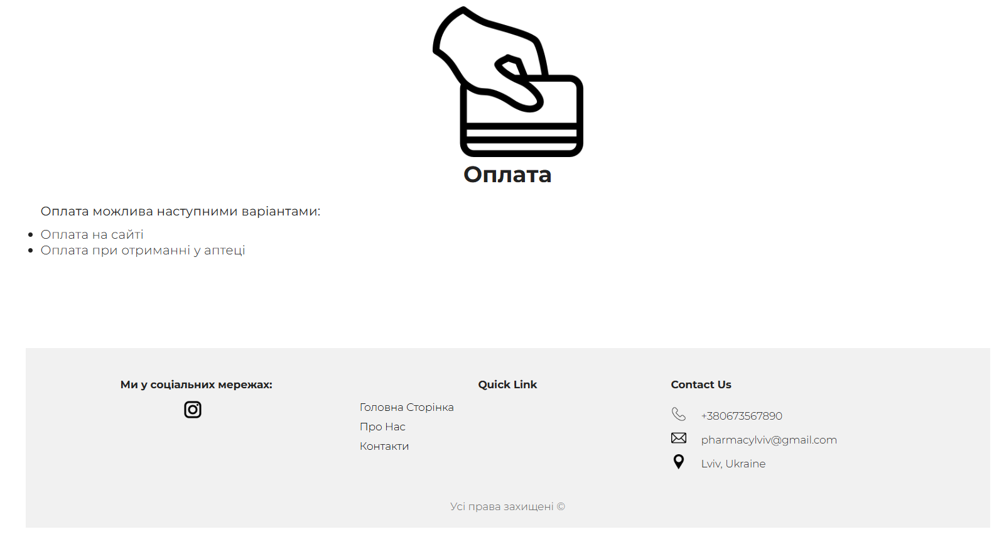 Оплата
Оплата можлива наступними варіантами:
Оплата на сайті
Оплата при отриманні у аптеці
Ми у соціальних мережах:
Quick Link
Головна Сторінка
Про Нас
Контакти
Contact Us
+380673567890
pharmacylviv@gmail.com
Lviv, Ukraine
Усі права захищені ©